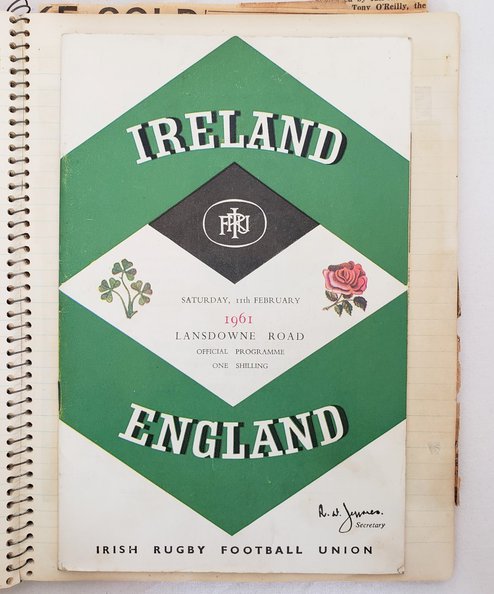 Tony O'Reilly, the
IRELAND
IRFU
SATURDAY, 11th FEBRUARY
1961
LANSDOWNE ROAD
OFFICIAL PROGRAMME
ONE SHILLING
ENGLAND
Secretary
IRISH RUGBY FOOTBALL UNION